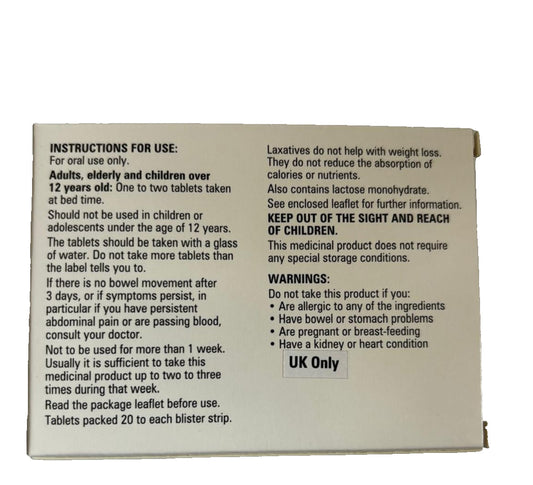 INSTRUCTIONS FOR USE:
For oral use only.
Adults, elderly and children over
12 years old: One to two tablets taken
at bed time.
Should not be used in children or
adolescents under the age of 12 years.
The tablets should be taken with a glass
of water. Do not take more tablets than
the label tells you to.
If there is no bowel movement after
3 days, or if symptoms persist, in
particular if you have persistent
abdominal pain or are passing blood,
consult your doctor.
Not to be used for more than 1 week.
Usually it is sufficient to take this
medicinal product up to two to three
times during that week.
Read the package leaflet before use.
Tablets packed 20 to each blister strip.
Laxatives do not help with weight loss.
They do not reduce the absorption of
calories or nutrients.
Also contains lactose monohydrate.
See enclosed leaflet for further information.
KEEP OUT OF THE SIGHT AND REACH
OF CHILDREN.
This medicinal product does not require
any special storage conditions.
WARNINGS:
Do not take this product if you:
• Are allergic to any of the ingredients
• Have bowel or stomach problems
• Are pregnant or breast-feeding
• Have a kidney or heart condition
UK Only